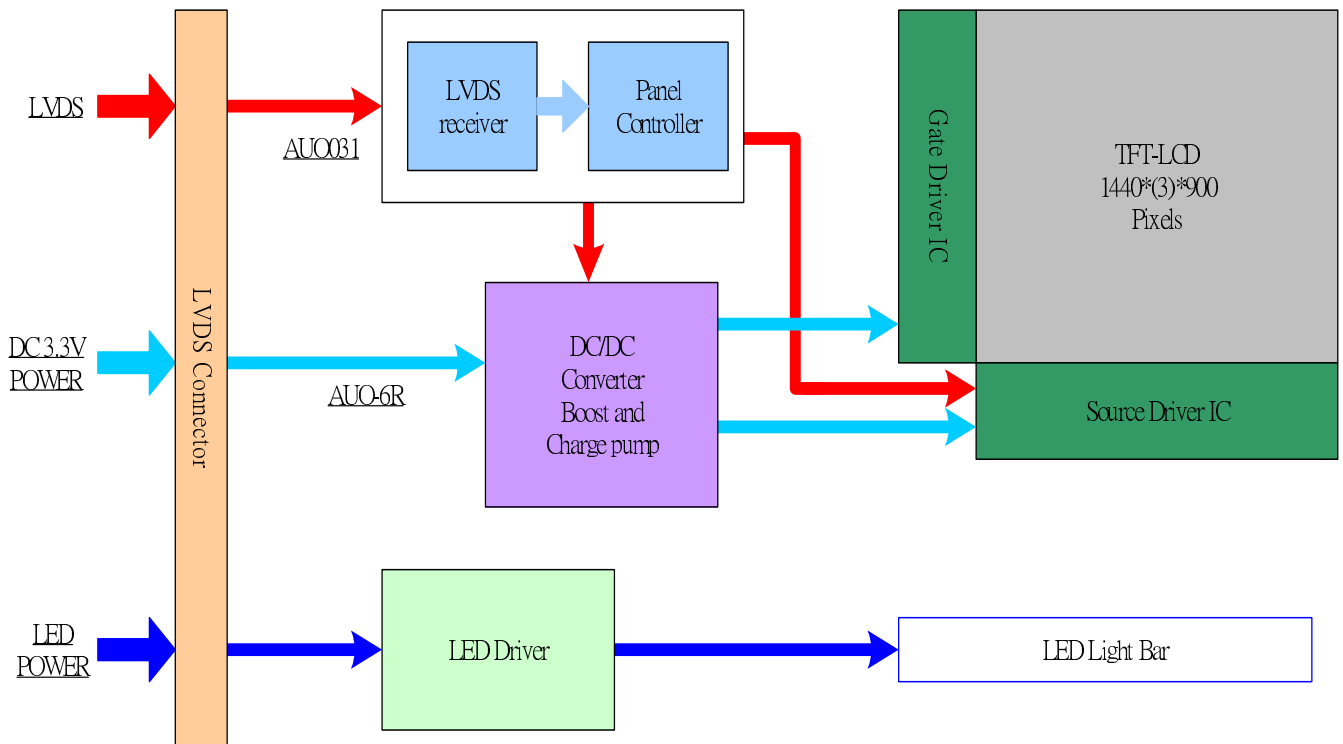 LVDS
AUO031
LVDS
receiver
Panel
Controller
Gate Driver IC
TFT-LCD
1440*(3)*900
Pixels
LVDS Connector
DC 3.3V
POWER
AUO-6R
DC/DC
Converter
Boost and
Charge pump
Source Driver IC
LED
POWER
LED Driver
LED Light Bar